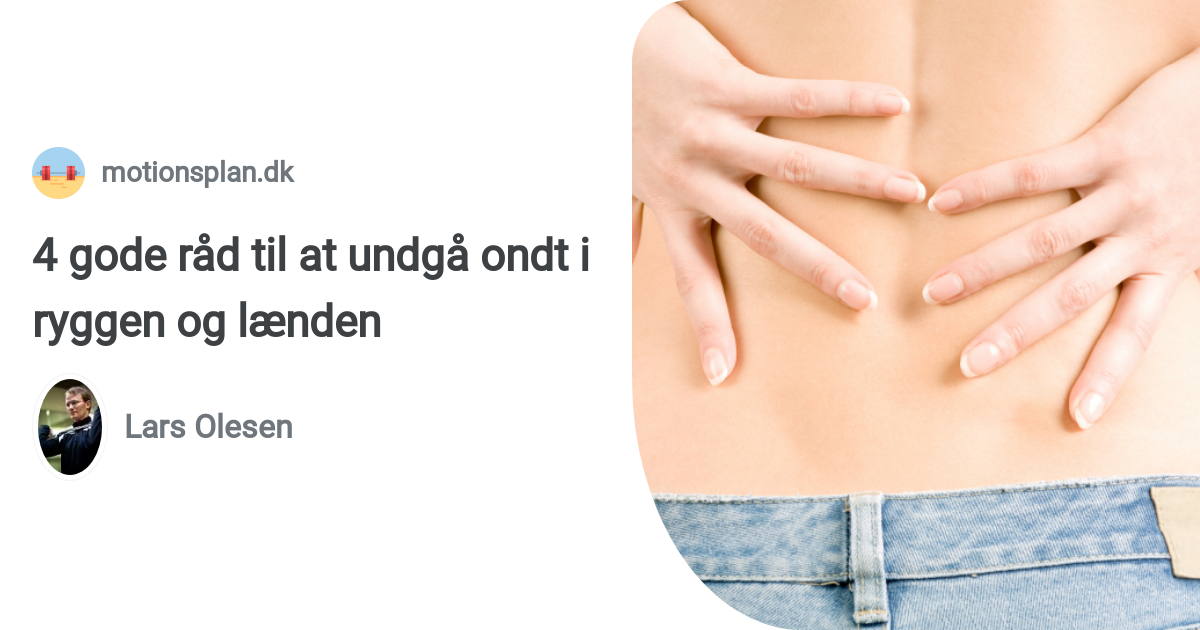 motionsplan.dk
4 gode råd til at undgå ondt i
ryggen og lænden
Lars Olesen